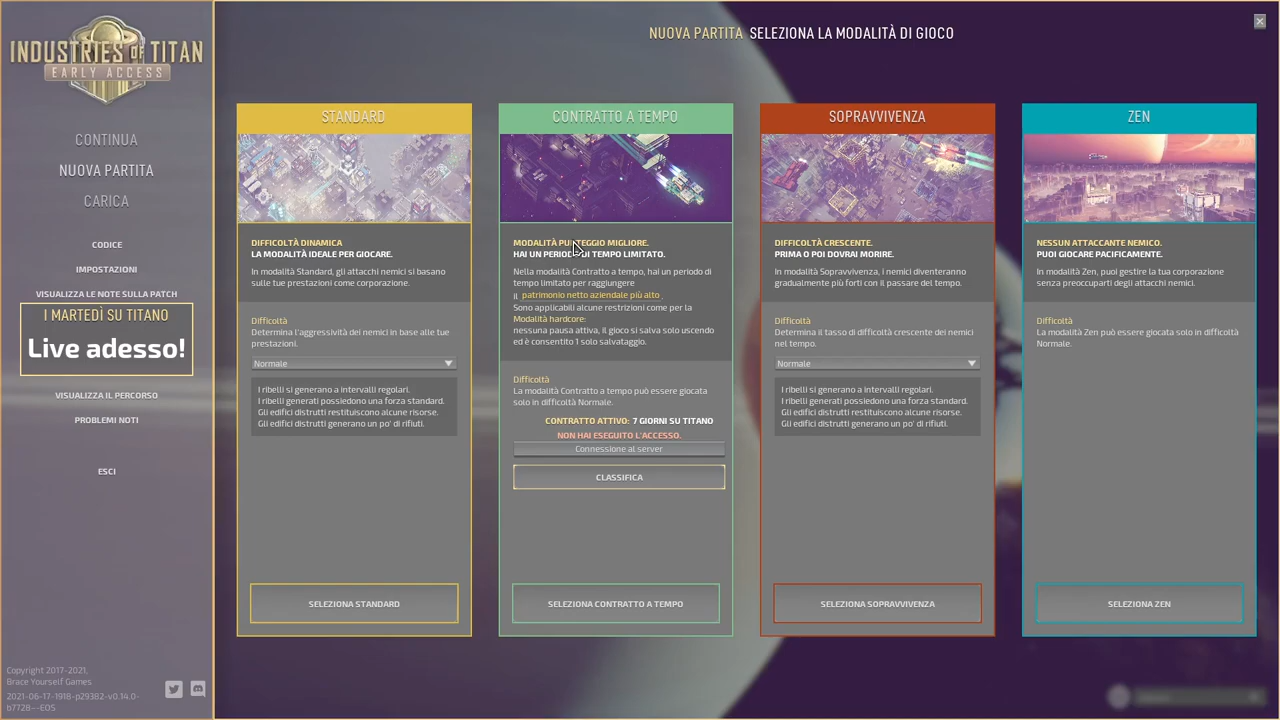 INDUSTRIES OF TITAN
EARLY ACCESS
CONTINUA
NUOVA PARTITA
CARICA
CODICE
IMPOSTAZIONI
VISUALIZZA LE NOTE SULLA PATCH
I MARTEDÌ SU TITANO
Live adesso!
VISUALIZZA IL PERCORSO
PROBLEMI NOTI
ESCI
Copyright 2017-2021,
Brace Yourself Games
2021-06-17-1918-p29382-v0.14.0-
b7728--EOS
NUOVA PARTITA SELEZIONA LA MODALITÀ DI GIOCO
STANDARD
DIFFICOLTÀ DINAMICA
LA MODALITÀ IDEALE PER GIOCARE.
In modalità Standard, gli attacchi nemici si basano
sulle tue prestazioni come corporazione.
Difficoltà
Determina l'aggressività dei nemici in base alle tue
prestazioni.
Normale
I ribelli si generano a intervalli regolari.
I ribelli generati possiedono una forza standard.
Gli edifici distrutti restituiscono alcune risorse.
Gli edifici distrutti generano un po' di rifiuti.
SELEZIONA STANDARD
CONTRATTO A TEMPO
MODALITÀ PUNTEGGIO MIGLIORE.
HAI UN PERIODO DI TEMPO LIMITATO.
Nella modalità Contratto a tempo, hai un periodo di
tempo limitato per raggiungere
il patrimonio netto aziendale più alto.
Sono applicabili alcune restrizioni come per la
Modalità hardcore:
nessuna pausa attiva, il gioco si salva solo uscendo
ed è consentito 1 solo salvataggio.
Difficoltà
La modalità Contratto a tempo può essere giocata
solo in difficoltà Normale.
CONTRATTO ATTIVO: 7 GIORNI SU TITANO
NON HAI ESEGUITO L'ACCESSO.
Connessione al server
CLASSIFICA
SELEZIONA CONTRATTO A TEMPO
SOPRAVVIVENZA
DIFFICOLTÀ CRESCENTE.
PRIMA O POI DOVRAI MORIRE.
In modalità Sopravvivenza, i nemici diventeranno
gradualmente più forti con il passare del tempo.
Difficoltà
Determina il tasso di difficoltà crescente dei nemici
nel tempo.
Normale
I ribelli si generano a intervalli regolari.
I ribelli generati possiedono una forza standard.
Gli edifici distrutti restituiscono alcune risorse.
Gli edifici distrutti generano un po' di rifiuti.
SELEZIONA SOPRAVVIVENZA
ZEN
NESSUN ATTACCANTE NEMICO.
PUOI GIOCARE PACIFICAMENTE.
In modalità Zen, puoi gestire la tua corporazione
senza preoccuparti degli attacchi nemici.
Difficoltà
La modalità Zen può essere giocata solo in difficoltà
Normale.
SELEZIONA ZEN